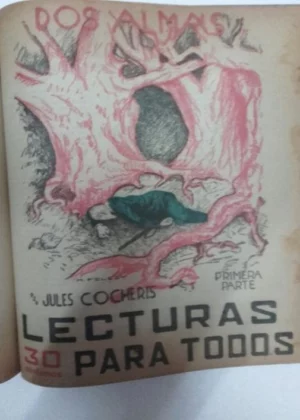 DOS ALMAS
PRIMERA
PARTE
JULES COCHERIS
LECTURAS
30
PARA TODOS